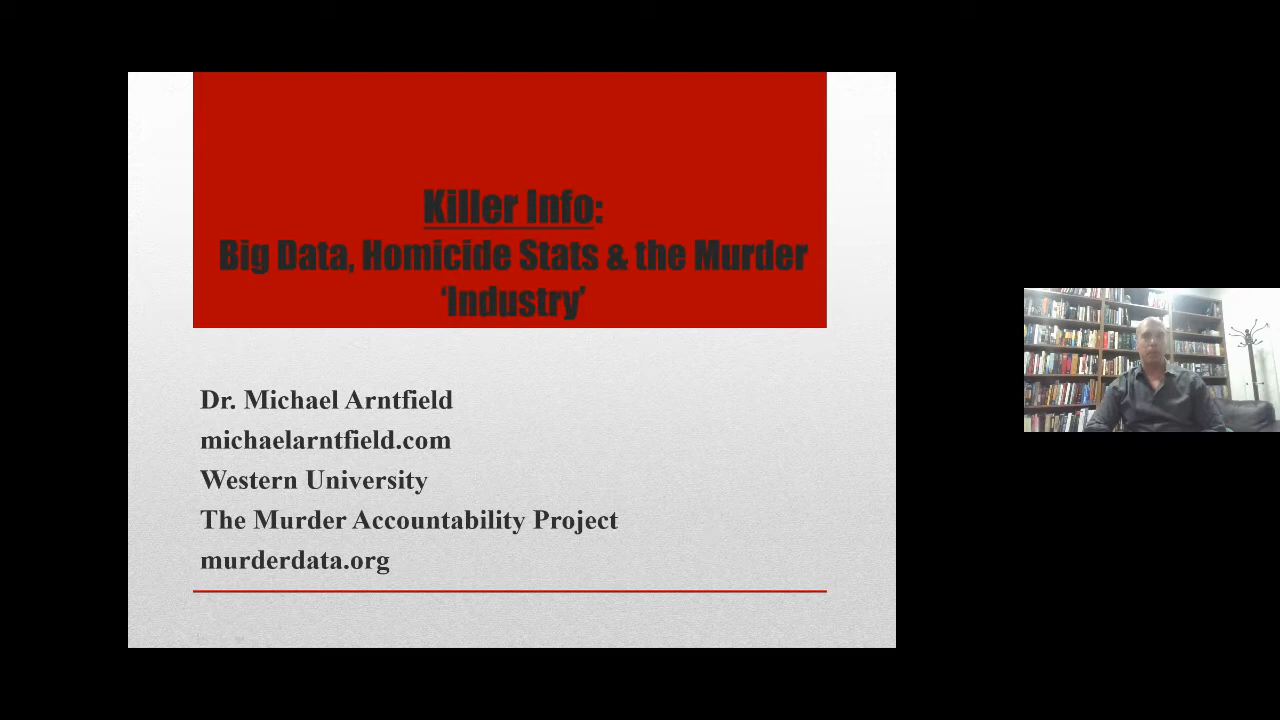 Killer Info:
Big Data, Homicide Stats & the Murder
‘Industry’
Dr. Michael Arntfield
michaelarntfield.com
Western University
The Murder Accountability Project
murderdata.org